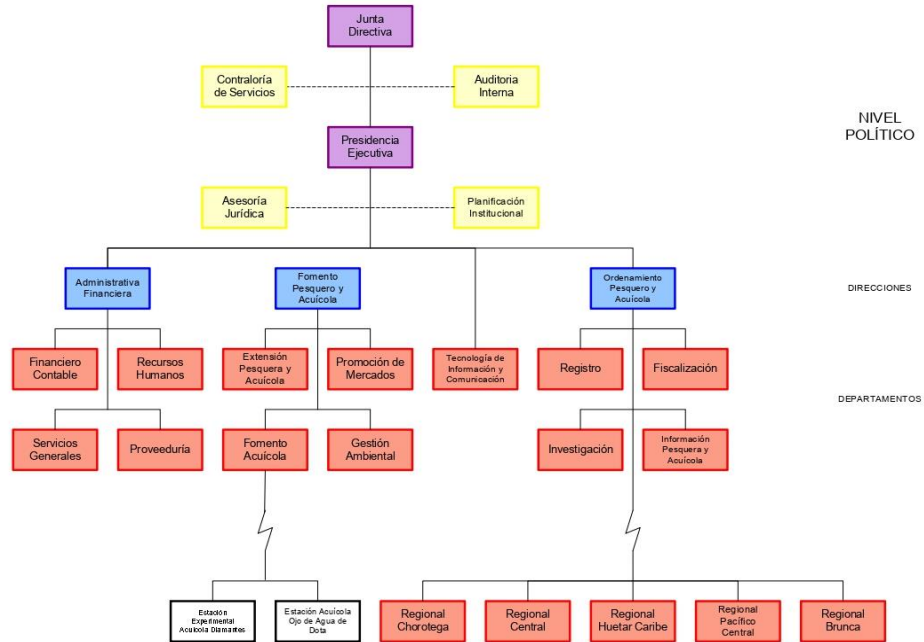 Junta
Directiva
Contraloría
de Servicios
Auditoria
Interna
NIVEL
POLÍTICO
Presidencia
Ejecutiva
Asesoría
Jurídica
Planificación
Institucional
Administrativa
Financiera
Fomento
Pesquero y
Acuícola
Ordenamiento
Pesquero y
Acuícola
DIRECCIONES
Financiero
Contable
Recursos
Humanos
Extensión
Pesquera y
Acuícola
Promoción de
Mercados
Tecnología de
Información y
Comunicación
Registro
Fiscalización
DEPARTAMENTOS
Servicios
Generales
Proveeduría
Fomento
Acuícola
Gestión
Ambiental
Investigación
Información
Pesquera y
Acuícola
Estación
Experimental
Acuícola Diamantes
Estación Acuícola
Ojo de Agua de
Dota
Regional
Chorotega
Regional
Central
Regional
Huetar Caribe
Regional
Pacífico
Central
Regional
Brunca